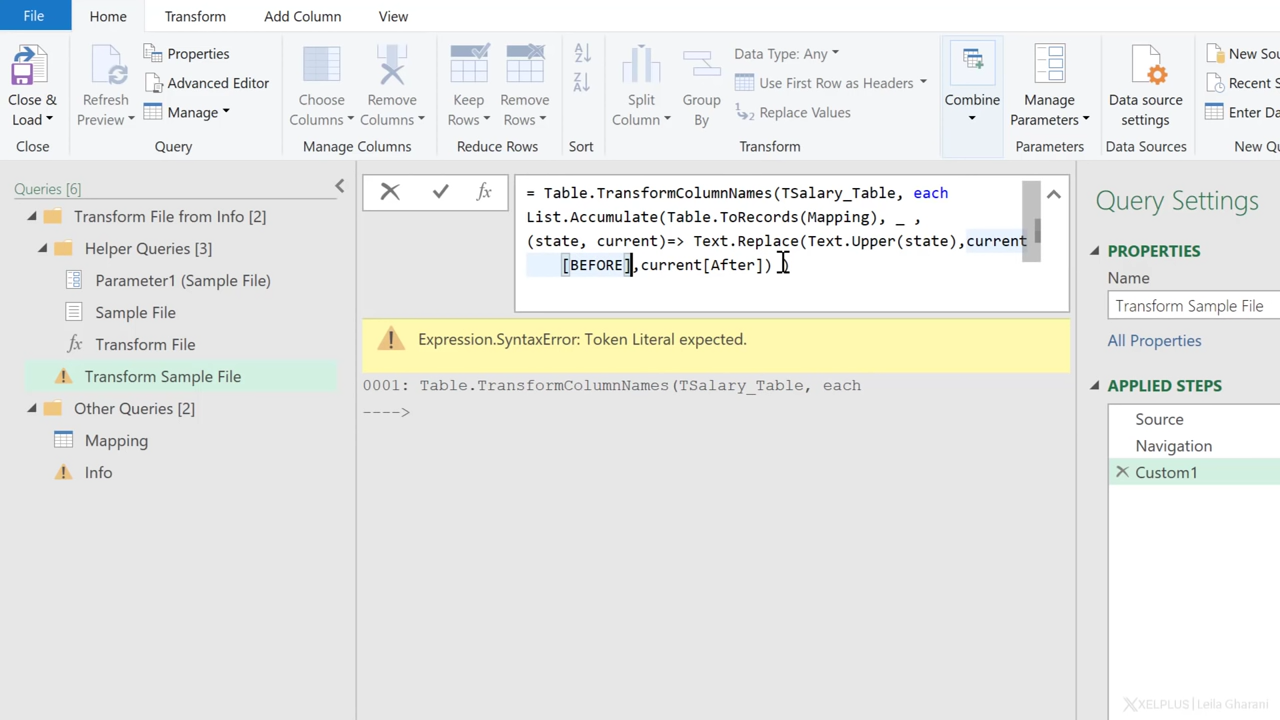 File
Home
Transform
Add Column
View
Close &
Load
Close
Refresh
Preview
Properties
Advanced Editor
Manage
Query
Choose
Columns
Remove
Columns
Manage Columns
Keep
Rows
Remove
Rows
Reduce Rows
Sort
Split
Column
Group
By
Data Type: Any
Use First Row as Headers
Replace Values
Transform
Combine
Manage
Parameters
Parameters
Data source
settings
Data Sources
New Sou
Recent S
Enter Da
New Qu
Queries [6]
Transform File from Info [2]
Helper Queries [3]
Parameter1 (Sample File)
Sample File
fx Transform File
Transform Sample File
Other Queries [2]
Mapping
Info
fx
= Table.TransformColumnNames(TSalary_Table, each
List.Accumulate(Table.ToRecords(Mapping), _ ,
(state, current)=> Text.Replace(Text.Upper(state),current
[BEFORE],current[After]) )
Expression.SyntaxError: Token Literal expected.
0001: Table.TransformColumnNames(TSalary_Table, each
---->
Query Settings
PROPERTIES
Name
Transform Sample File
All Properties
APPLIED STEPS
Source
Navigation
Custom1
XELPLUS | Leila Gharani